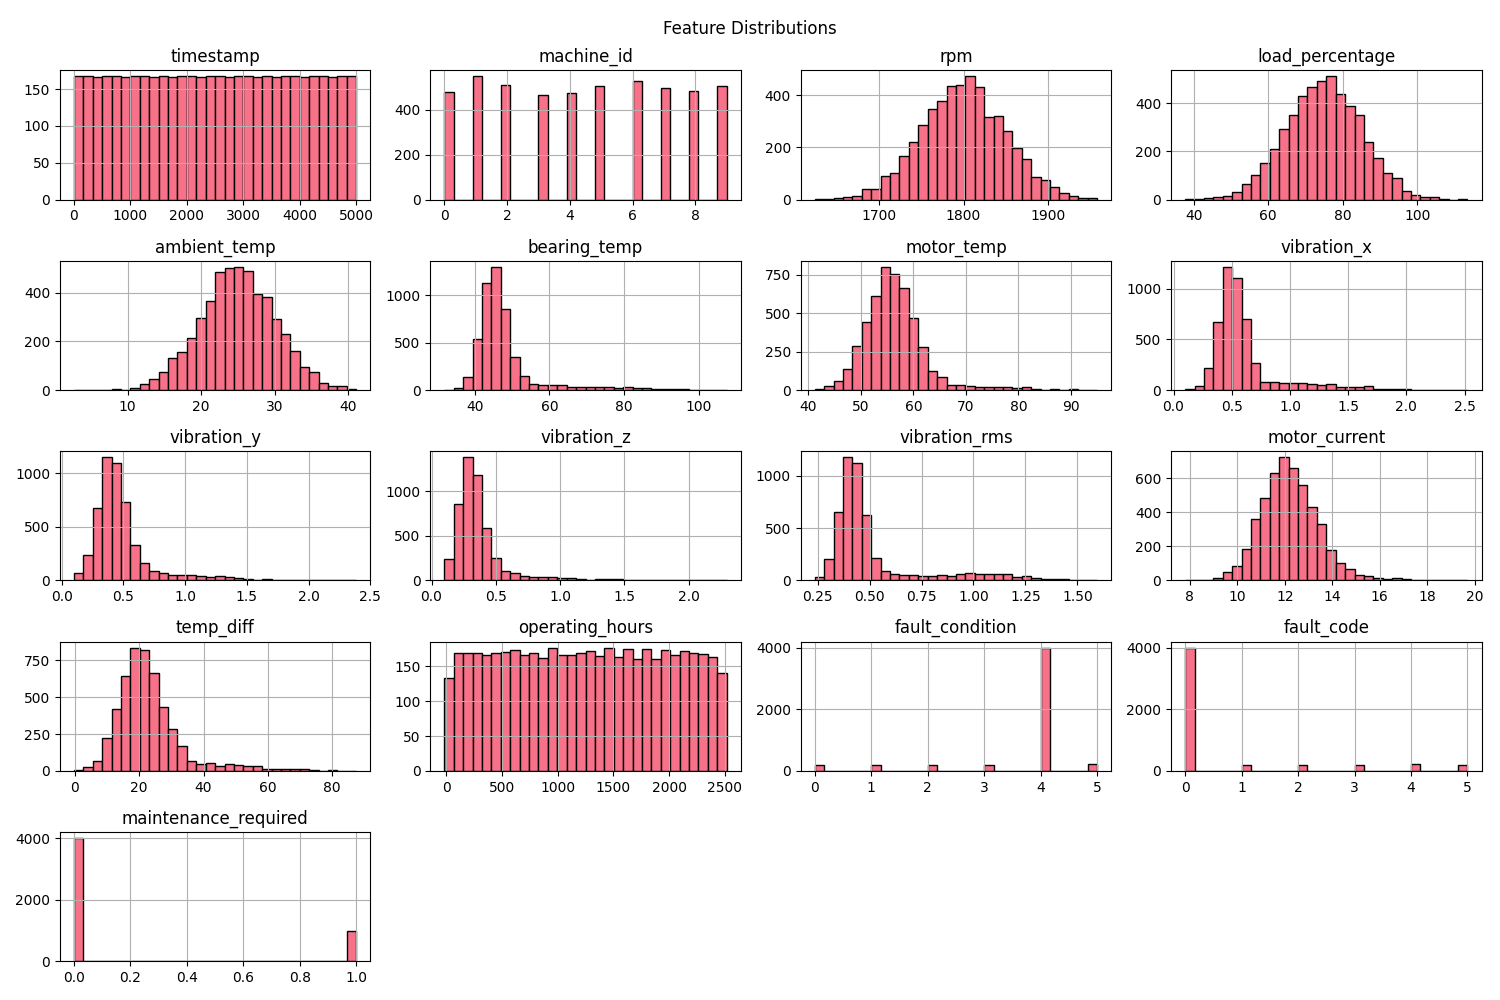 Feature Distributions
timestamp
machine_id
rpm
load_percentage
150
100
50
0
0 1000 2000 3000 4000 5000
400
200
0
0 2 4 6 8
400
200
0
1700 1800 1900
400
200
0
40 60 80 100
ambient_temp
bearing_temp
motor_temp
vibration_x
400
200
0
10 20 30 40
1000
500
0
40 60 80 100
750
500
250
0
40 50 60 70 80 90
1000
500
0
0.0 0.5 1.0 1.5 2.0 2.5
vibration_y
vibration_z
vibration_rms
motor_current
1000
500
0
0.0 0.5 1.0 1.5 2.0 2.5
1000
500
0
0.0 0.5 1.0 1.5 2.0
1000
500
0
0.25 0.50 0.75 1.00 1.25 1.50
600
400
200
0
8 10 12 14 16 18 20
temp_diff
operating_hours
fault_condition
fault_code
750
500
250
0
0 20 40 60 80
150
100
50
0
0 500 1000 1500 2000 2500
4000
2000
0
0 1 2 3 4 5
4000
2000
0
0 1 2 3 4 5
maintenance_required
4000
2000
0
0.0 0.2 0.4 0.6 0.8 1.0